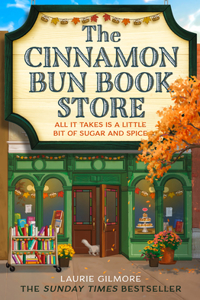 The
CINNAMON
BUN BOOK
STORE
ALL IT TAKES IS A LITTLE
BIT OF SUGAR AND SPICE
LAURIE GILMORE
THE SUNDAY TIMES BESTSELLER